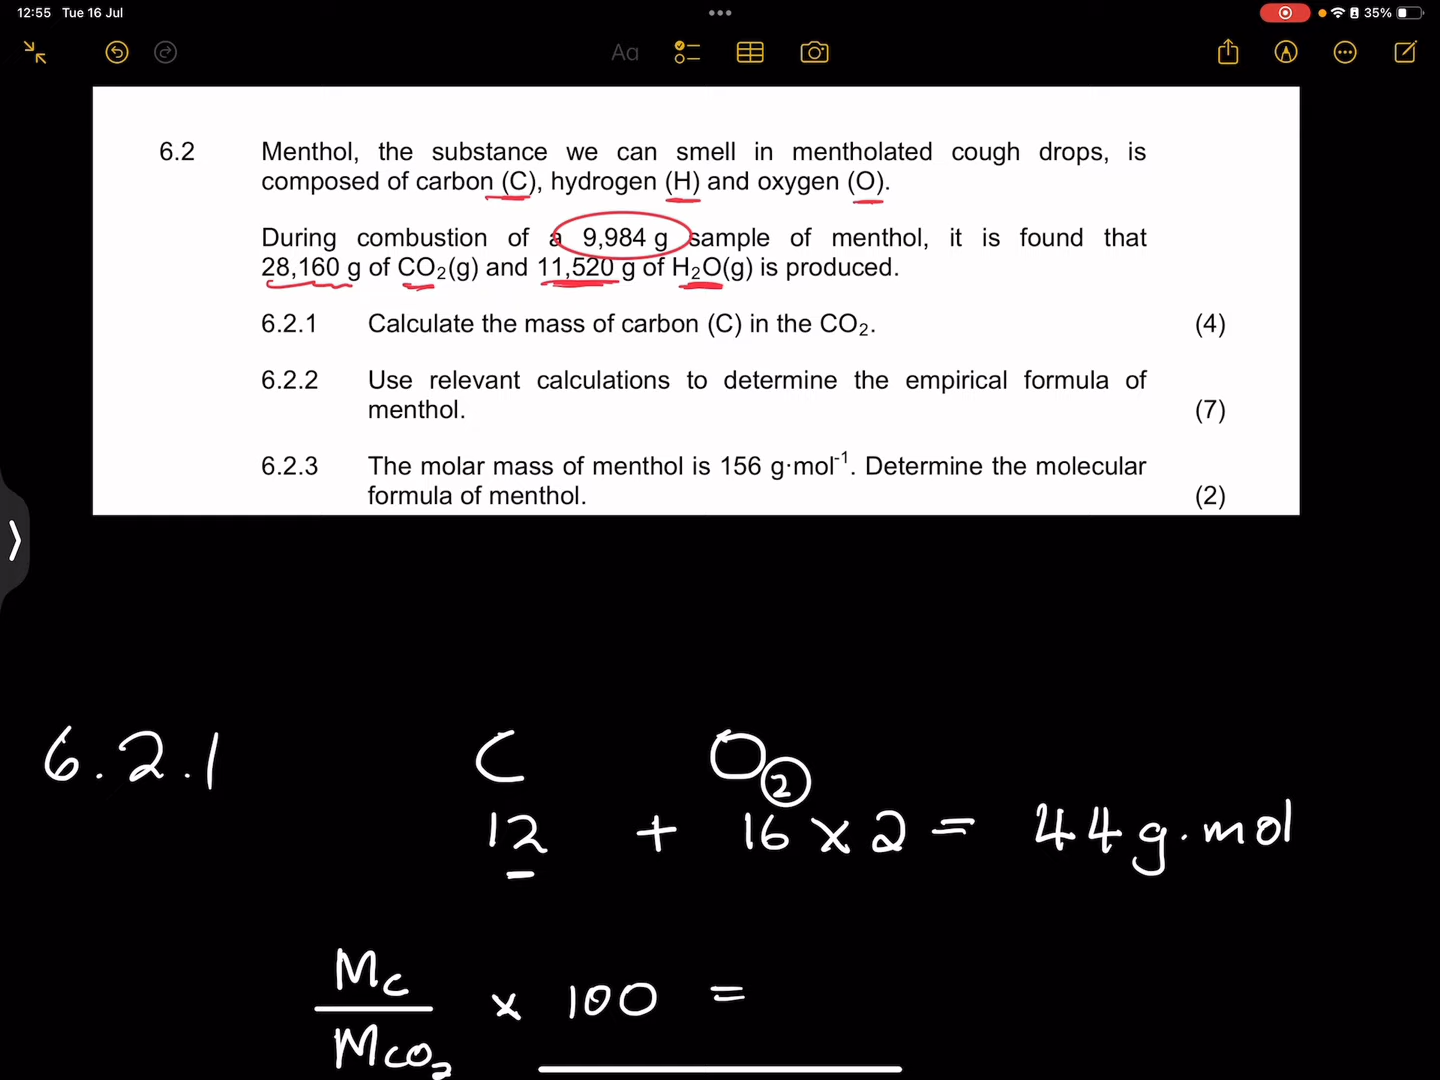 12:55 Tue 16 Jul
35%
Aa
6.2 Menthol, the substance we can smell in mentholated cough drops, is
composed of carbon (C), hydrogen (H) and oxygen (O).
During combustion of a 9,984 g sample of menthol, it is found that
28,160 g of CO₂(g) and 11,520 g of H₂O(g) is produced.
6.2.1 Calculate the mass of carbon (C) in the CO₂. (4)
6.2.2 Use relevant calculations to determine the empirical formula of
menthol. (7)
6.2.3 The molar mass of menthol is 156 g·mol⁻¹. Determine the molecular
formula of menthol. (2)
6.2.1 C O₂
12 + 16 x 2 = 44 g.mol
Mc
x 100 =
Mco₂